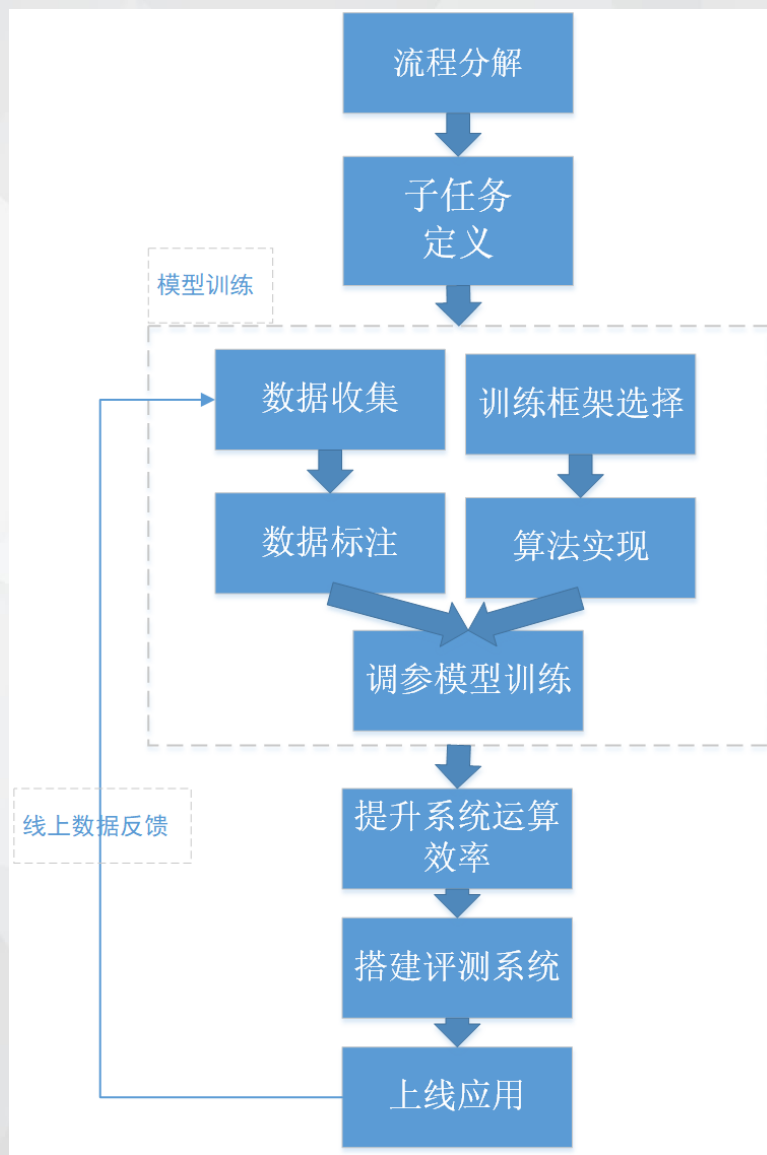 流程分解
子任务
定义
模型训练
数据收集
训练框架选择
数据标注
算法实现
调参模型训练
提升系统运算
效率
线上数据反馈
搭建评测系统
上线应用